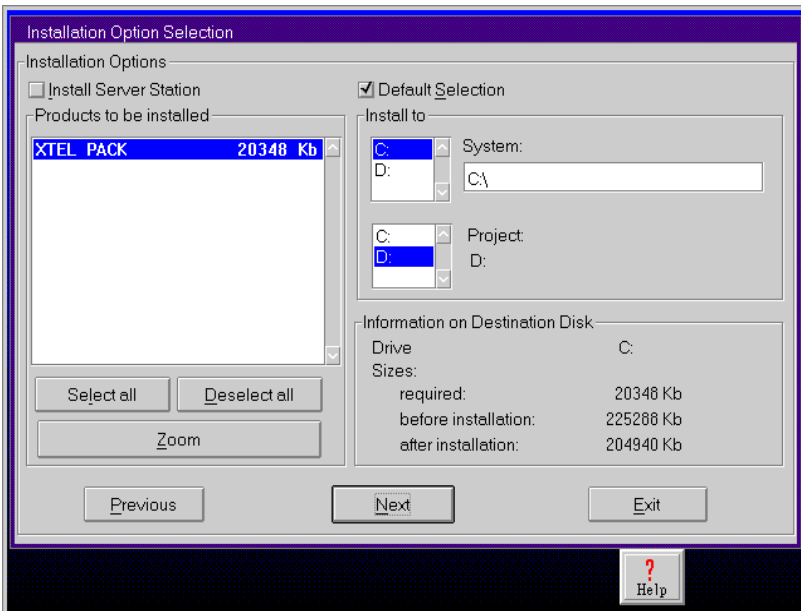 Installation Option Selection
Installation Options
Install Server Station
Default Selection
Products to be installed
XTEL PACK 20348 Kb
Select all
Deselect all
Zoom
Install to
C:
D:
System:
C:\
C:
D:
Project:
D:
Information on Destination Disk
Drive C:
Sizes:
required: 20348 Kb
before installation: 225288 Kb
after installation: 204940 Kb
Previous
Next
Exit
?
Help